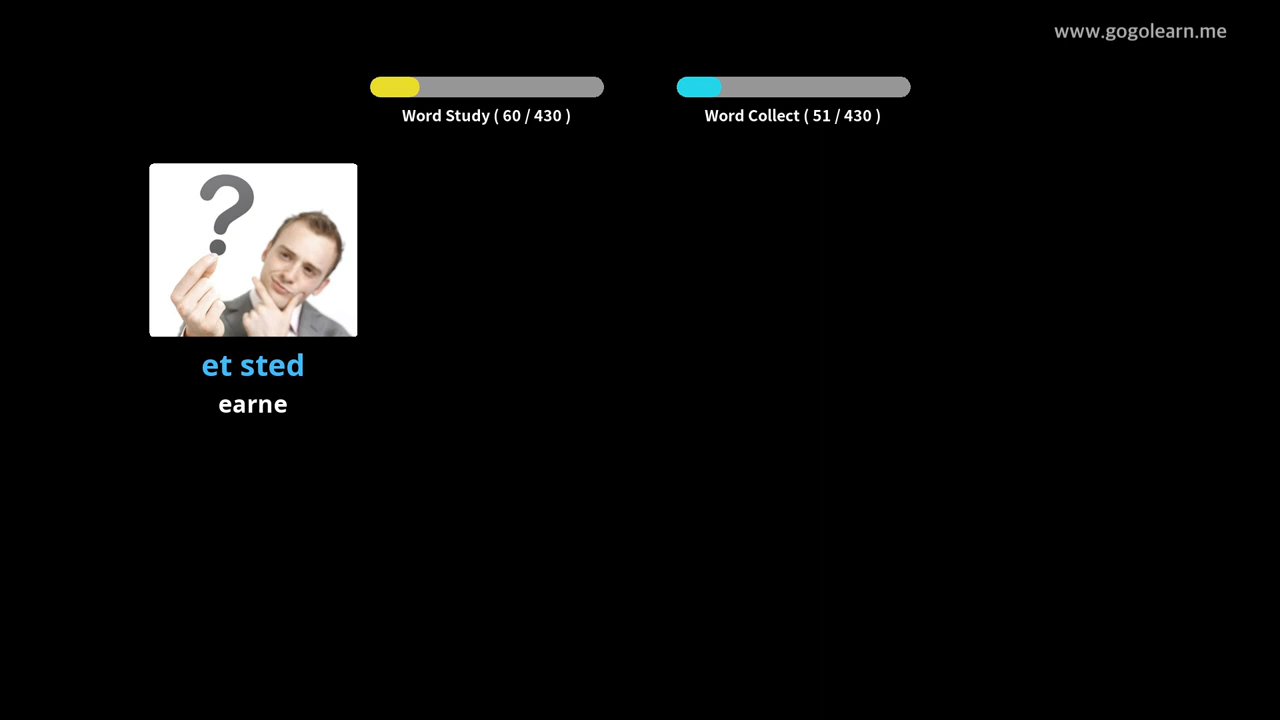 www.gogolearn.me
Word Study ( 60 / 430 )
Word Collect ( 51 / 430 )
?
et sted
earne